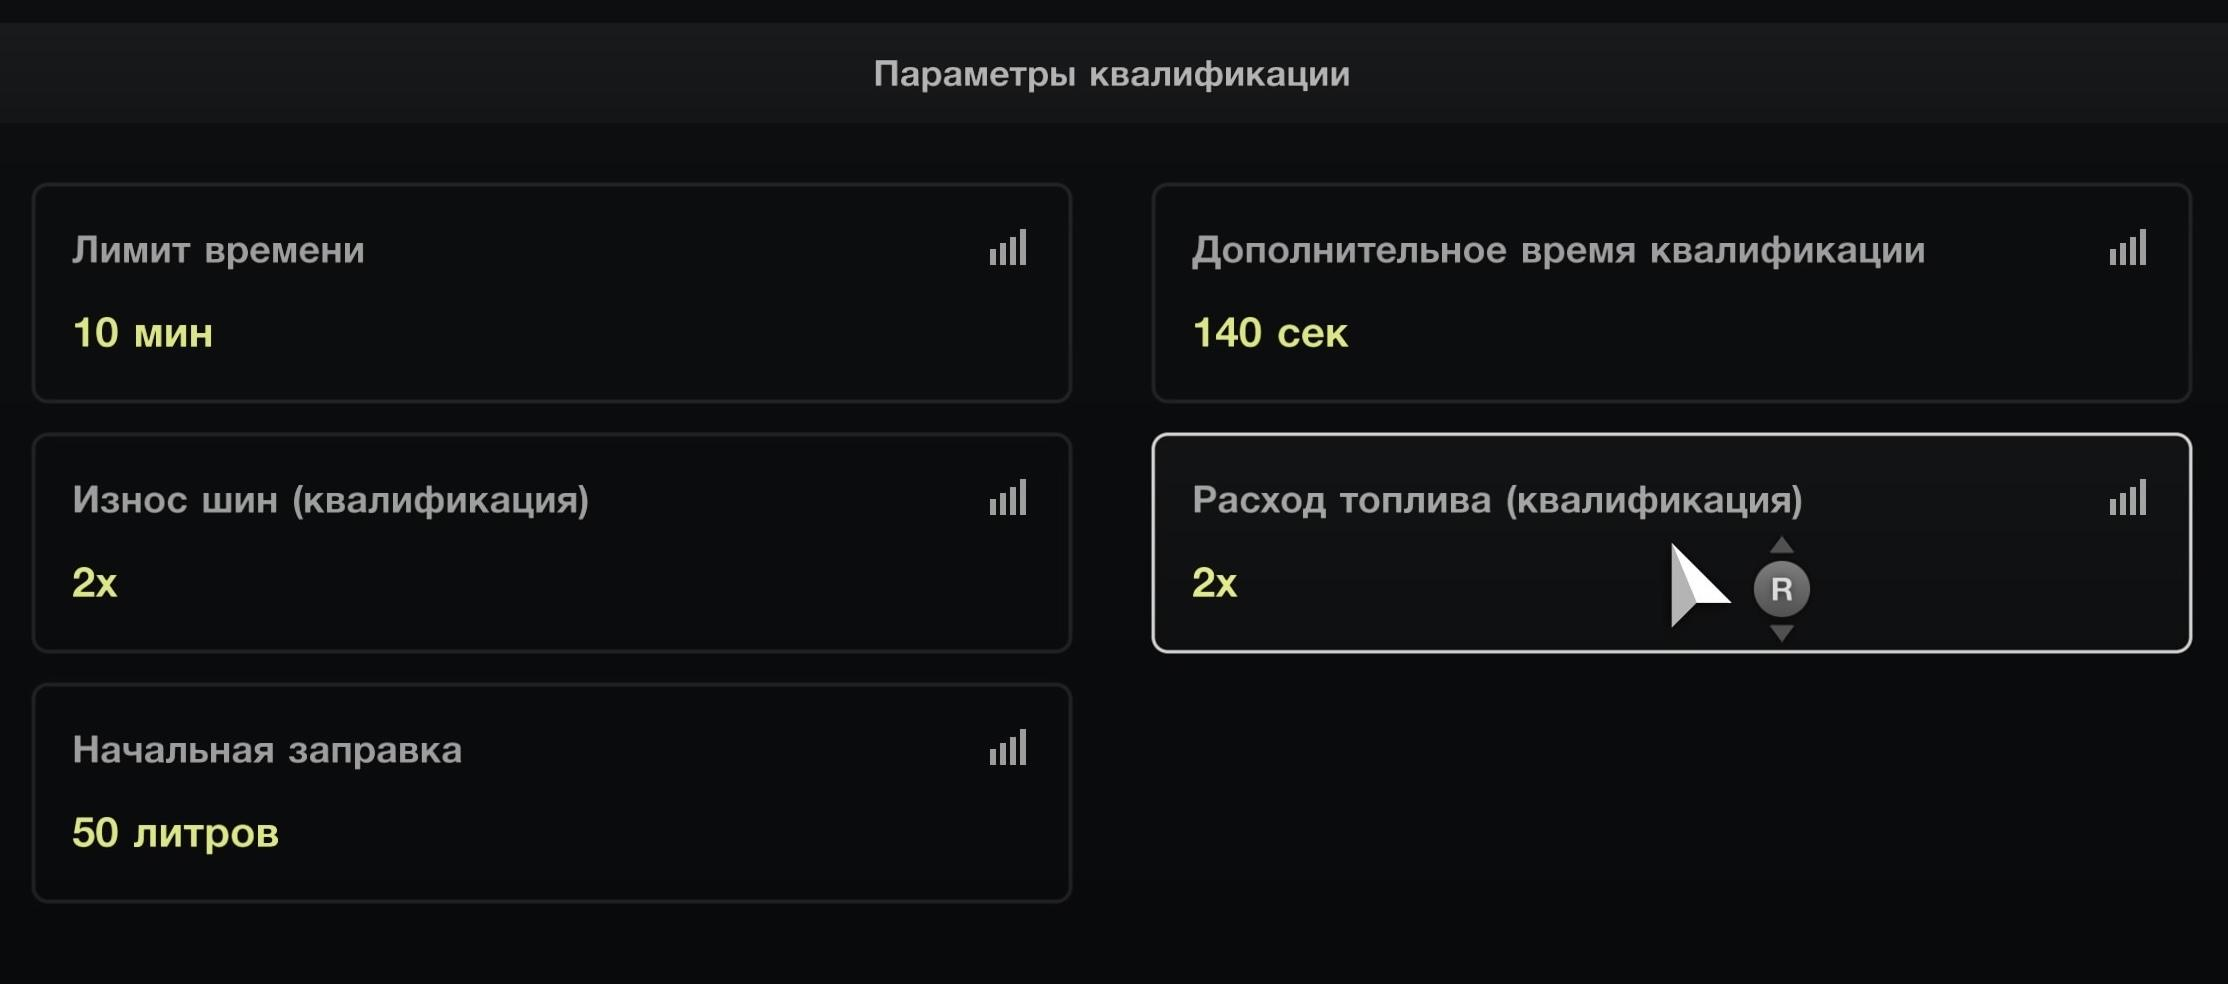 Параметры квалификации
Лимит времени
10 мин
Дополнительное время квалификации
140 сек
Износ шин (квалификация)
2x
Расход топлива (квалификация)
2x
R
Начальная заправка
50 литров